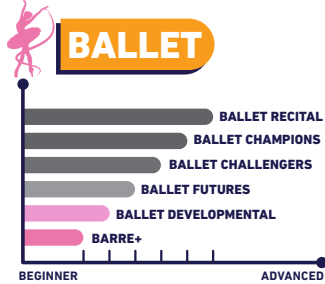 BALLET
BALLET RECITAL
BALLET CHAMPIONS
BALLET CHALLENGERS
BALLET FUTURES
BALLET DEVELOPMENTAL
BARRE+
BEGINNER ADVANCED